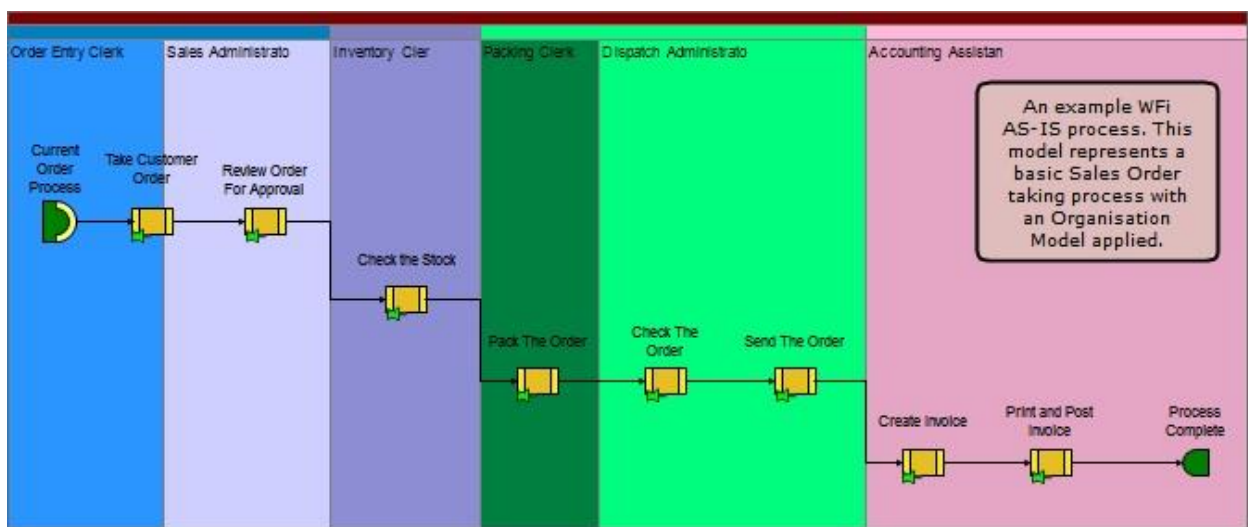 Order Entry Clerk
Sales Administrato
Inventory Cler
Packing Clerk
Dispatch Administrato
Accounting Assistan
An example WFi
AS-IS process. This
model represents a
basic Sales Order
taking process with
an Organisation
Model applied.
Current
Order
Process
Take Customer
Order
Review Order
For Approval
Check the Stock
Pack The Order
Check The
Order
Send The Order
Create Invoice
Print and Post
Invoice
Process
Complete